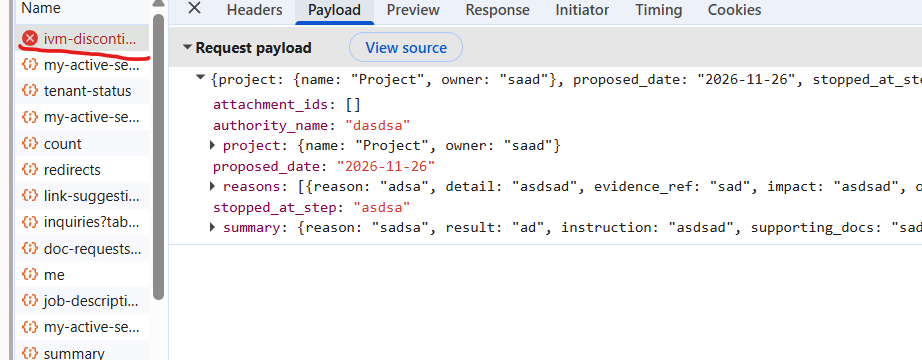 Name
Headers Payload Preview Response Initiator Timing Cookies
ivm-disconti...
my-active-se...
tenant-status
my-active-se...
count
redirects
link-suggesti...
inquiries?tab...
doc-requests...
me
job-descripti...
my-active-se...
summary
Request payload View source
{project: {name: "Project", owner: "saad"}, proposed_date: "2026-11-26", stopped_at_ste
attachment_ids: []
authority_name: "dasdsa"
project: {name: "Project", owner: "saad"}
proposed_date: "2026-11-26"
reasons: [{reason: "adsa", detail: "asdsad", evidence_ref: "sad", impact: "asdsad", o
stopped_at_step: "asdsa"
summary: {reason: "sadsa", result: "ad", instruction: "asdsad", supporting_docs: "sad